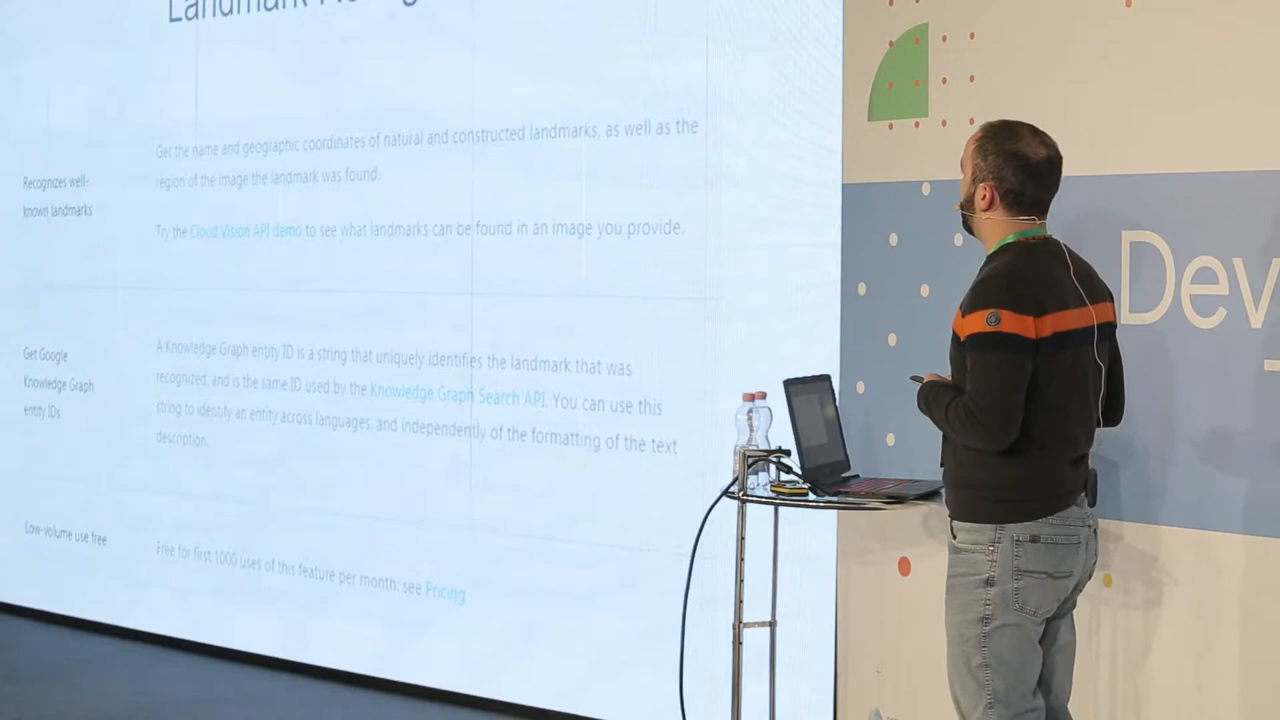 Landmark
Get the name and geographic coordinates of natural and constructed landmarks, as well as the
region of the image the landmark was found.
Recognizes well-
known landmarks
Try the Cloud Vision API demo to see what landmarks can be found in an image you provide.
A Knowledge Graph entity ID is a string that uniquely identifies the landmark that was
recognized, and is the same ID used by the Knowledge Graph Search API. You can use this
string to identify an entity across languages, and independently of the formatting of the text
description.
Get Google
Knowledge Graph
entity IDs
Low-volume use free
Free for first 1000 uses of this feature per month: see Pricing
Dev